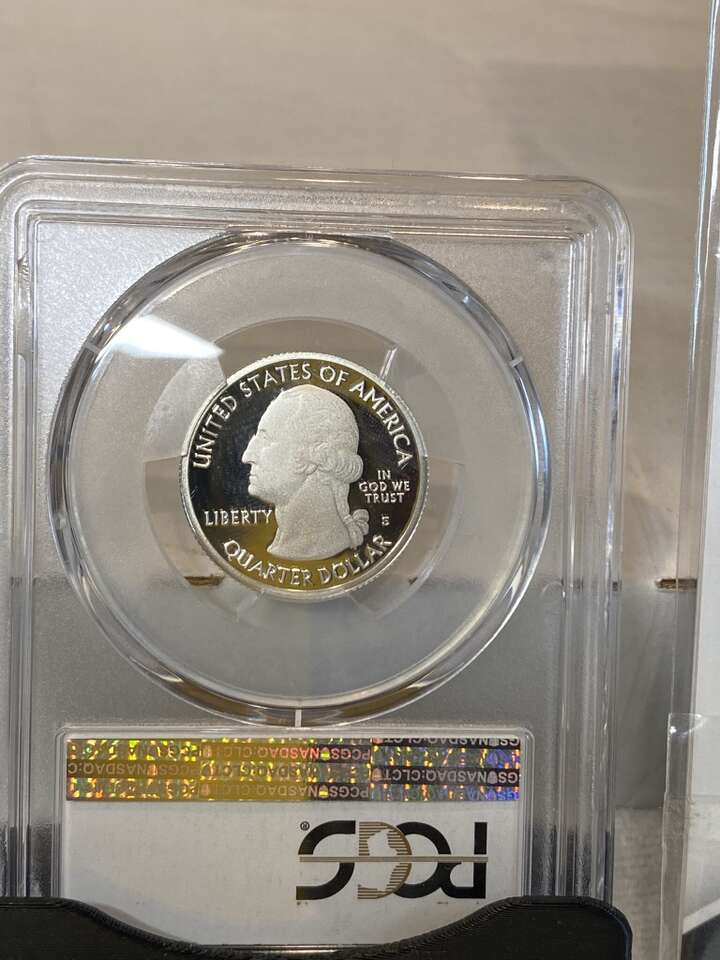 UNITED STATES OF AMERICA
IN
GOD WE
TRUST
LIBERTY
S
QUARTER DOLLAR
PCGS NASDAQ:CLCT
PCGS NASDAQ:CLCT
PCGS NASDAQ:CLCT
PCGS®